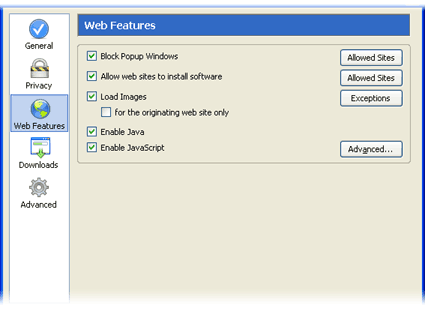 Web Features
General
Privacy
Web Features
Downloads
Advanced
Block Popup Windows
Allowed Sites
Allow web sites to install software
Allowed Sites
Load Images
Exceptions
for the originating web site only
Enable Java
Enable JavaScript
Advanced...